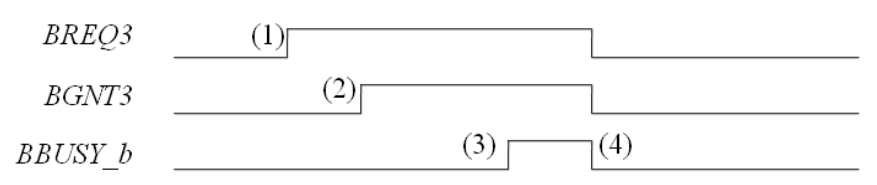 BREQ3 (1)
BGNT3 (2)
BBUSY_b (3) (4)